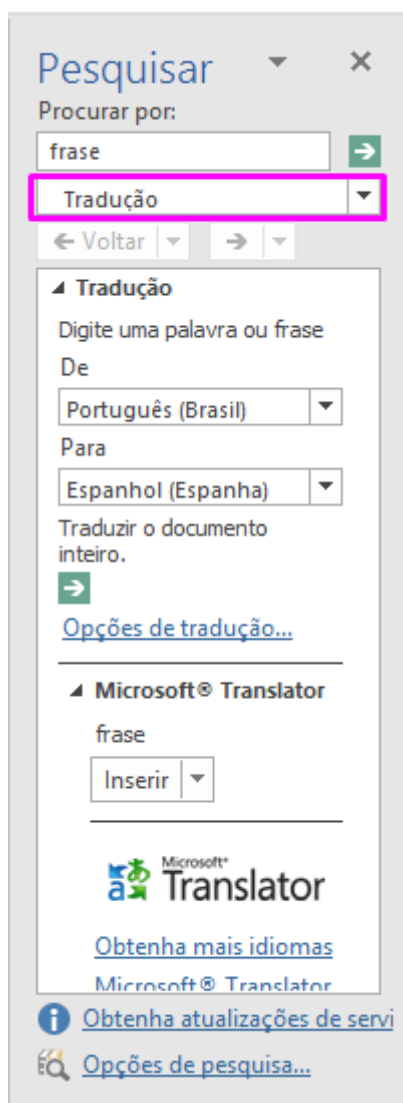 Pesquisar
Procurar por:
frase
Tradução
Voltar
Tradução
Digite uma palavra ou frase
De
Português (Brasil)
Para
Espanhol (Espanha)
Traduzir o documento
inteiro.
Opções de tradução...
Microsoft® Translator
frase
Inserir
Microsoft®
Translator
Obtenha mais idiomas
Microsoft® Translator
Obtenha atualizações de servi
Opções de pesquisa...